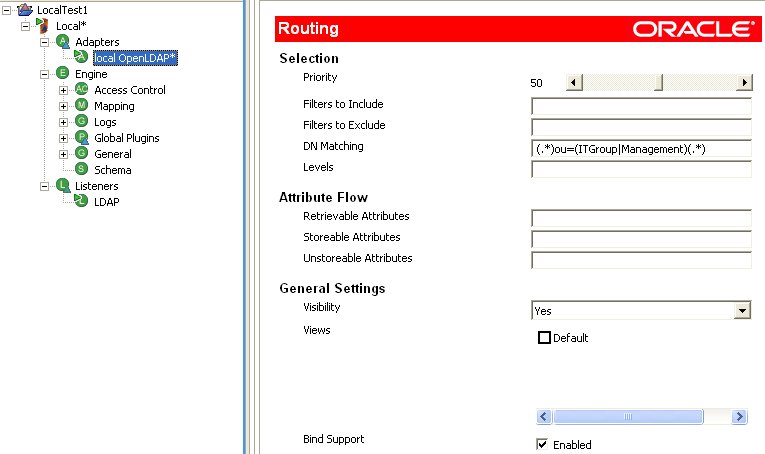 LocalTest1
Local*
Adapters
local OpenLDAP*
Engine
Access Control
Mapping
Logs
Global Plugins
General
Schema
Listeners
LDAP
Routing
ORACLE®
Selection
Priority 50
Filters to Include
Filters to Exclude
DN Matching (.*)ou=(ITGroup|Management)(.*)
Levels
Attribute Flow
Retrievable Attributes
Storeable Attributes
Unstoreable Attributes
General Settings
Visibility Yes
Views Default
Bind Support Enabled